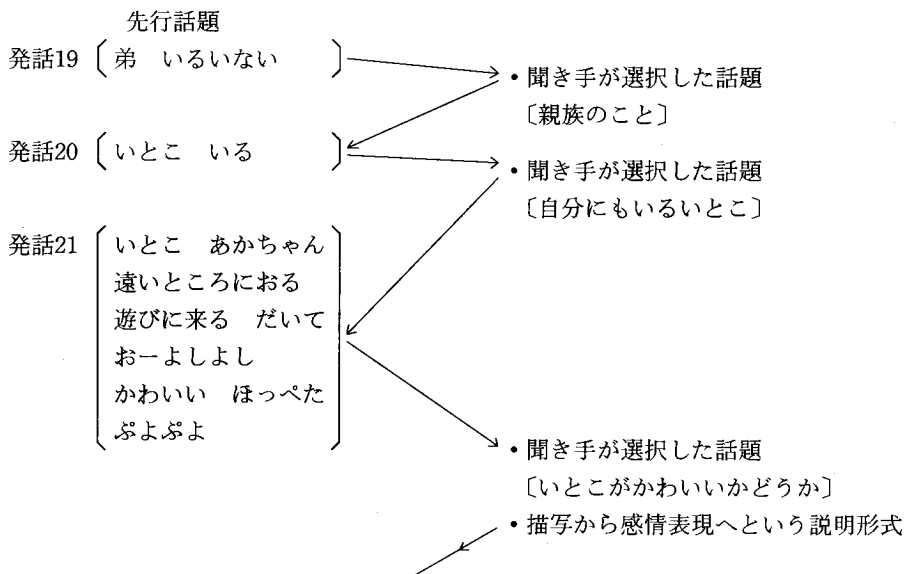 先行話題
発話19 〔弟　いるいない〕
・聞き手が選択した話題
〔親族のこと〕
発話20 〔いとこ　いる〕
・聞き手が選択した話題
〔自分にもいるいとこ〕
発話21 〔いとこ　あかちゃん
遠いところにおる
遊びに来る　だいて
おーよしよし
かわいい　ほっぺた
ぷよぷよ〕
・聞き手が選択した話題
〔いとこがかわいいかどうか〕
・描写から感情表現へという説明形式